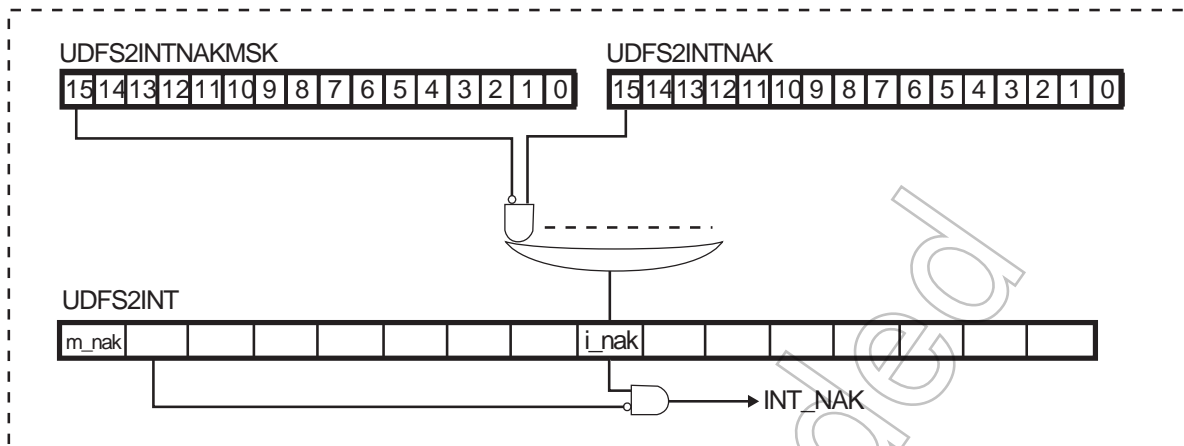 UDFS2INTNAKMSK
15 14 13 12 11 10 9 8 7 6 5 4 3 2 1 0
UDFS2INTNAK
15 14 13 12 11 10 9 8 7 6 5 4 3 2 1 0
UDFS2INT
m_nak i_nak
INT_NAK
ded